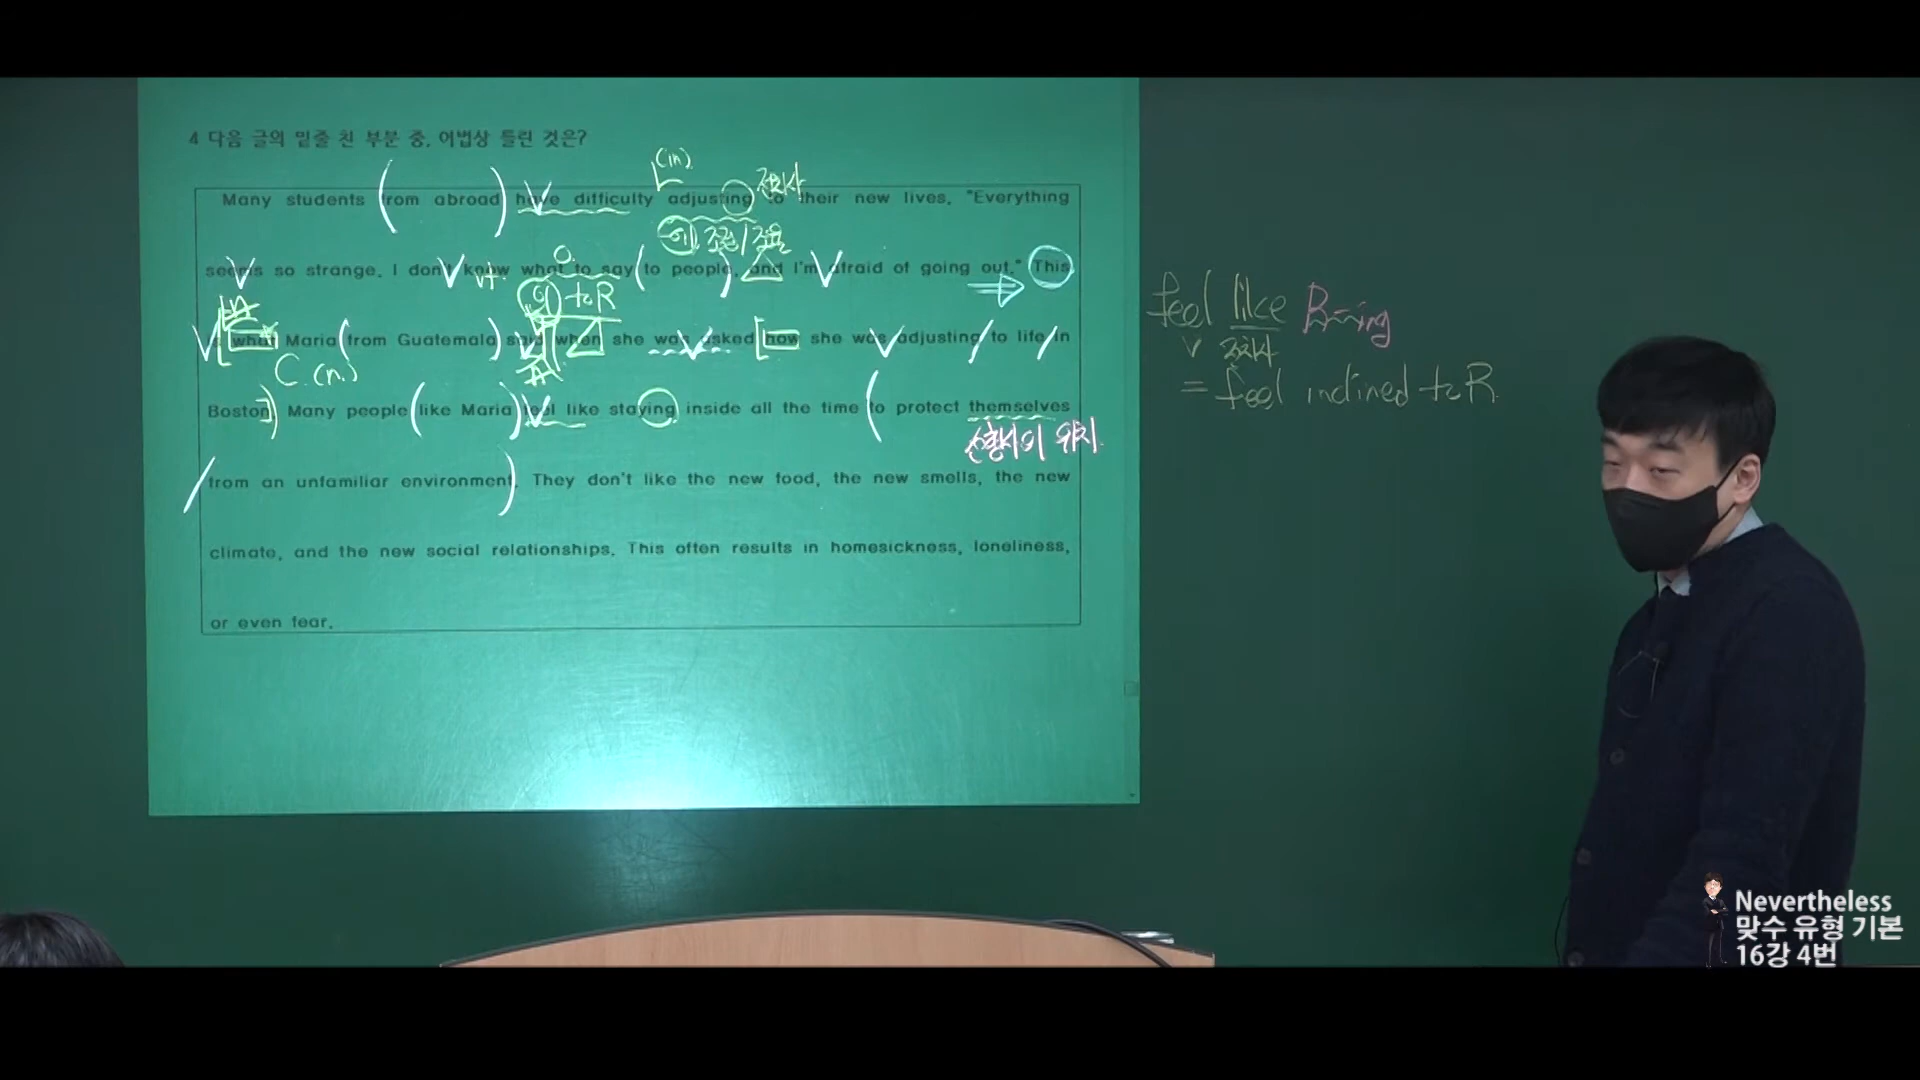 4 다음 글의 밑줄 친 부분 중, 어법상 틀린 것은?
(in)
전치사
Many students from abroad have difficulty adjusting to their new lives. "Everything
seems so strange. I don't know what to say to people, and I'm afraid of going out." This
to R
is what Maria from Guatemala said when she was asked how she was adjusting to life in
C.(n.)
Boston. Many people like Maria feel like staying inside all the time to protect themselves
from an unfamiliar environment. They don't like the new food, the new smells, the new
climate, and the new social relationships. This often results in homesickness, loneliness,
or even fear.
feel like R-ing
V 전치사
= feel inclined to R
Nevertheless
맞수 유형 기본
16강 4번